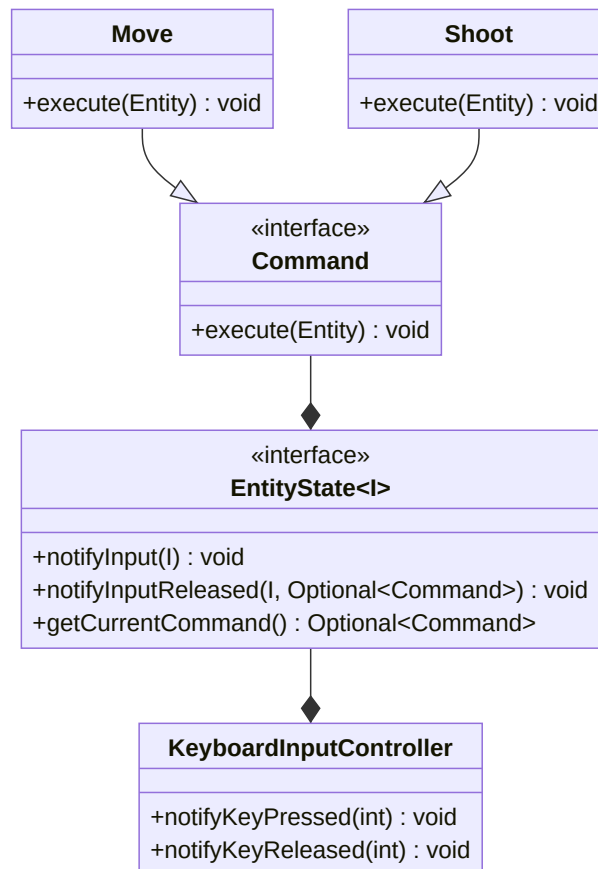 Move
+execute(Entity) : void
Shoot
+execute(Entity) : void
«interface»
Command
+execute(Entity) : void
«interface»
EntityState<I>
+notifyInput(I) : void
+notifyInputReleased(I, Optional<Command>) : void
+getCurrentCommand() : Optional<Command>
KeyboardInputController
+notifyKeyPressed(int) : void
+notifyKeyReleased(int) : void